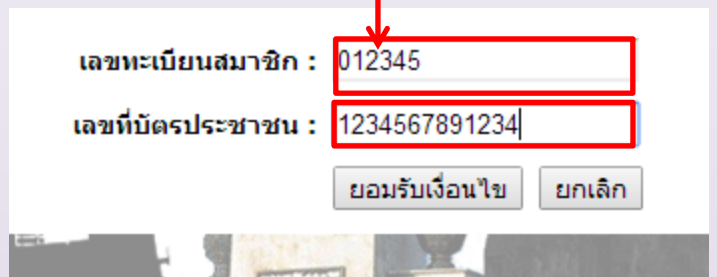 เลขทะเบียนสมาชิก : 012345
เลขที่บัตรประชาชน : 1234567891234
ยอมรับเงื่อนไข ยกเลิก